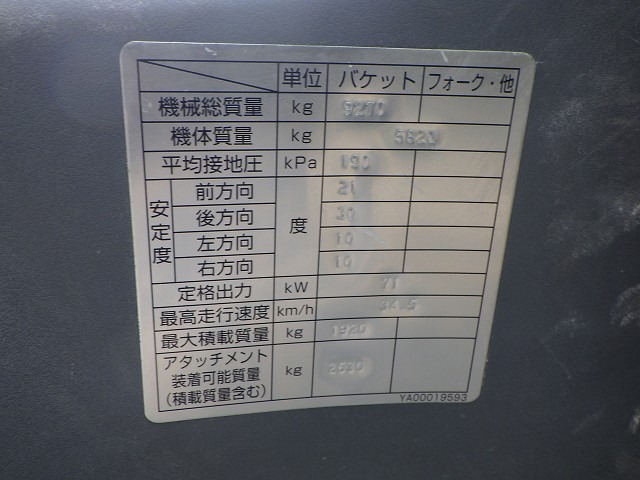 単位 バケット フォーク・他
機械総質量 kg 9270
機体質量 kg 5620
平均接地圧 kPa 190
安定度 前方向 度 21
後方向 30
左方向 10
右方向 10
定格出力 kW 71
最高走行速度 km/h 34.5
最大積載質量 kg 1920
アタッチメント
装着可能質量 kg
(積載質量含む)
YA00019593